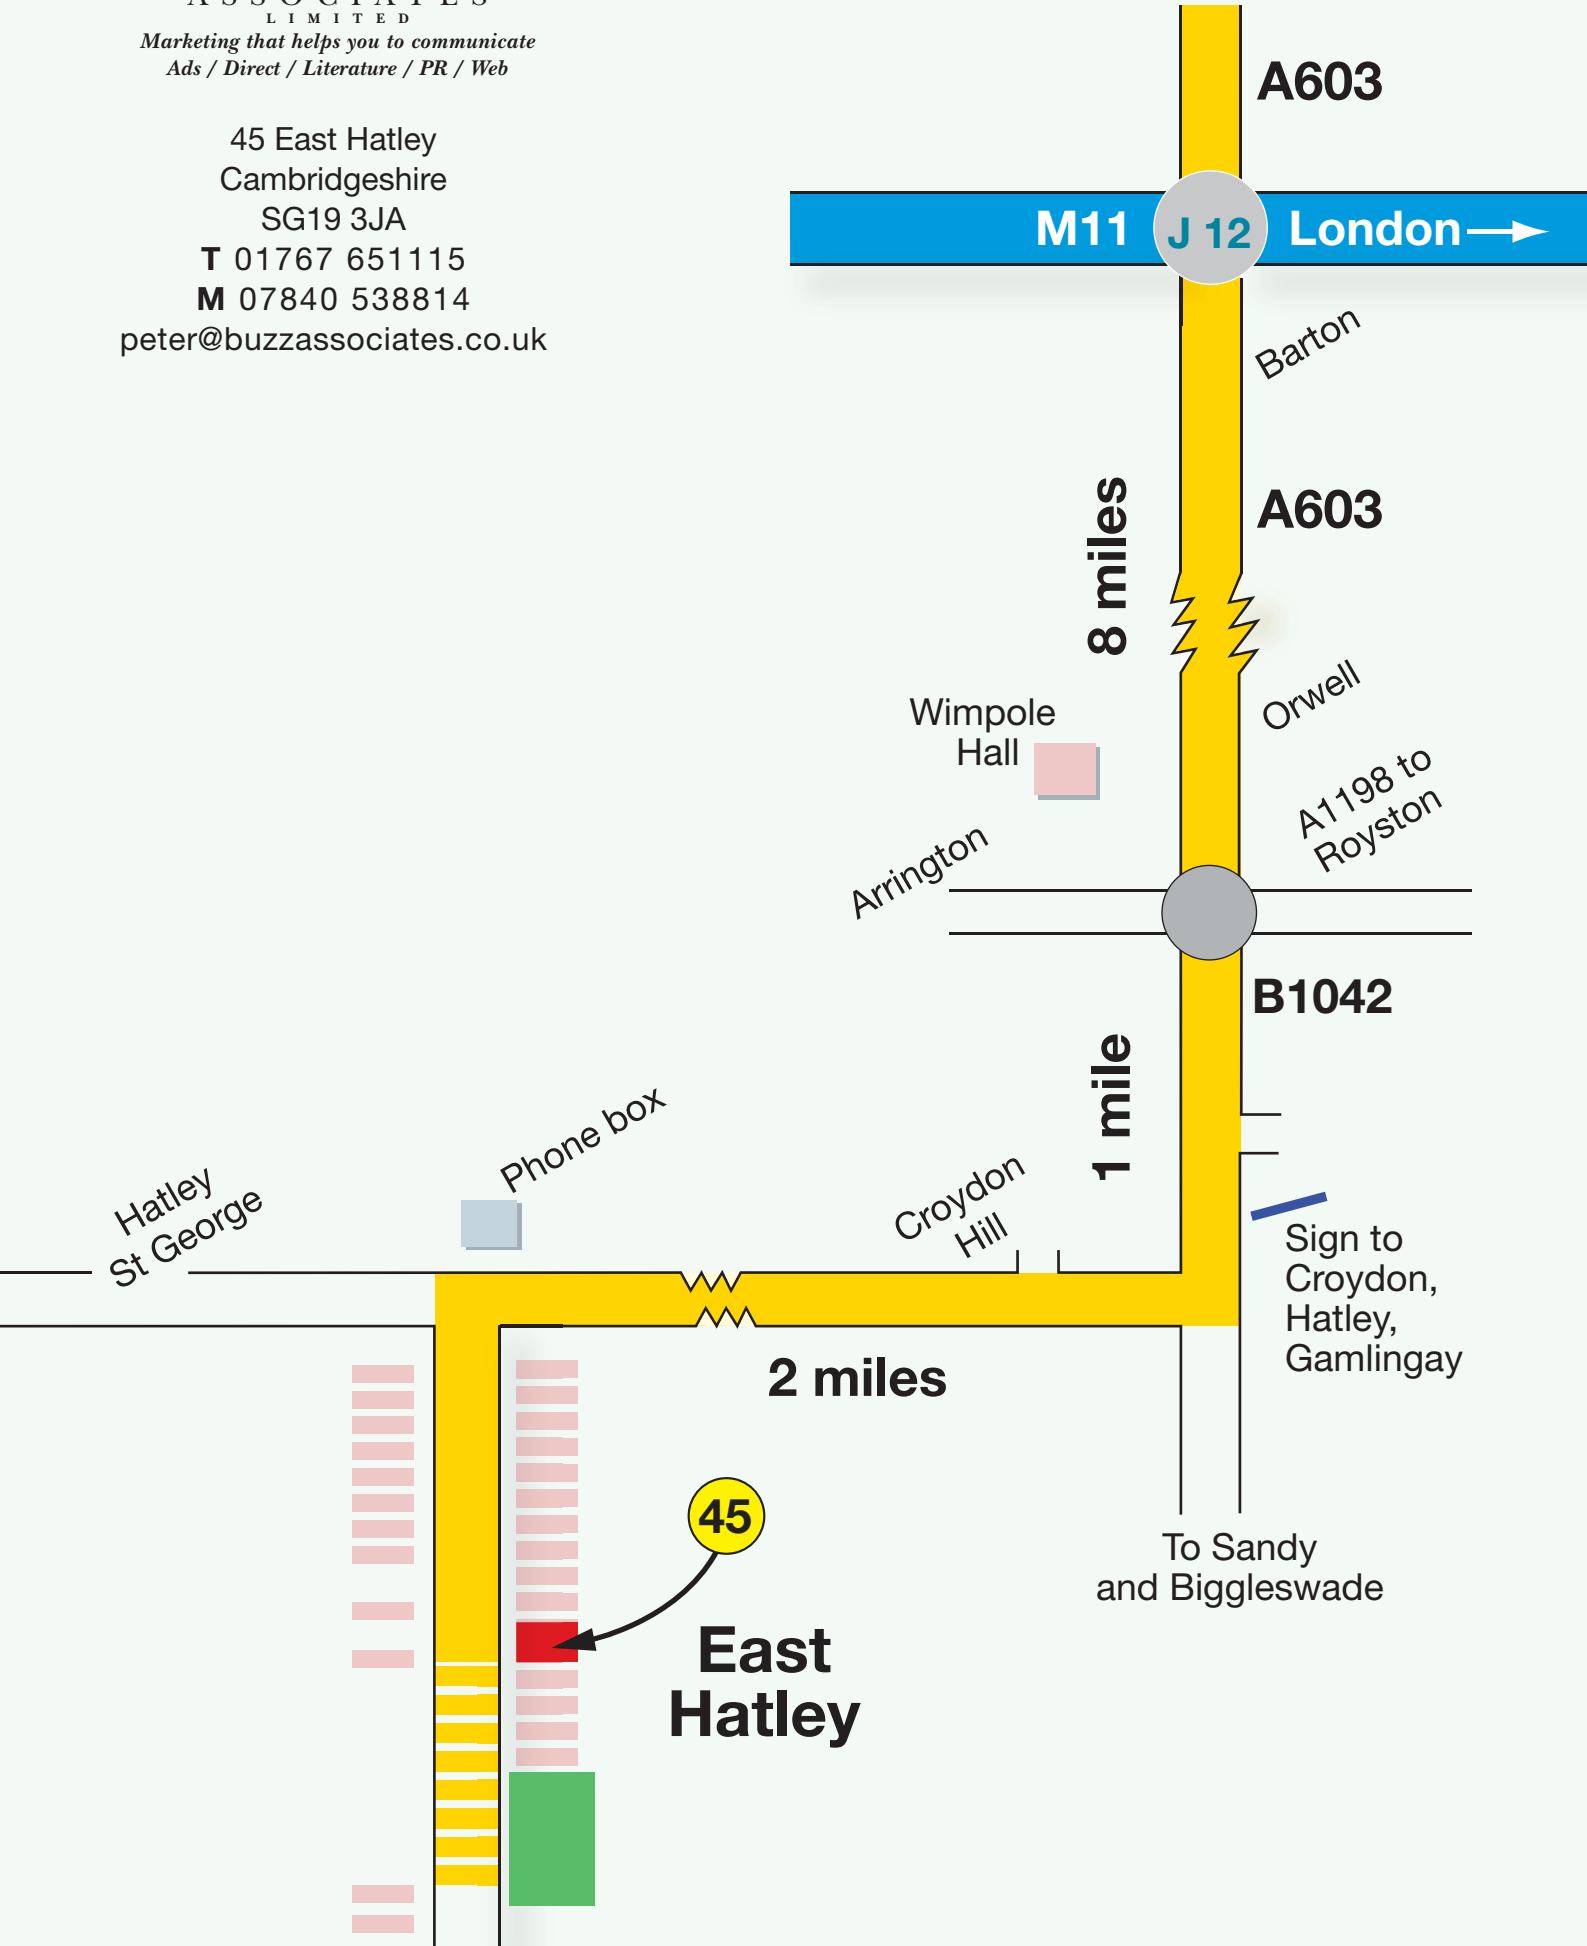 ASSOCIATES
LIMITED
Marketing that helps you to communicate
Ads / Direct / Literature / PR / Web
45 East Hatley
Cambridgeshire
SG19 3JA
T 01767 651115
M 07840 538814
peter@buzzassociates.co.uk
A603
M11
J 12
London
Barton
8 miles
A603
Orwell
Wimpole
Hall
A1198 to
Royston
Arrington
B1042
1 mile
Phone box
Hatley
St George
Croydon
Hill
Sign to
Croydon,
Hatley,
Gamlingay
2 miles
45
To Sandy
and Biggleswade
East
Hatley